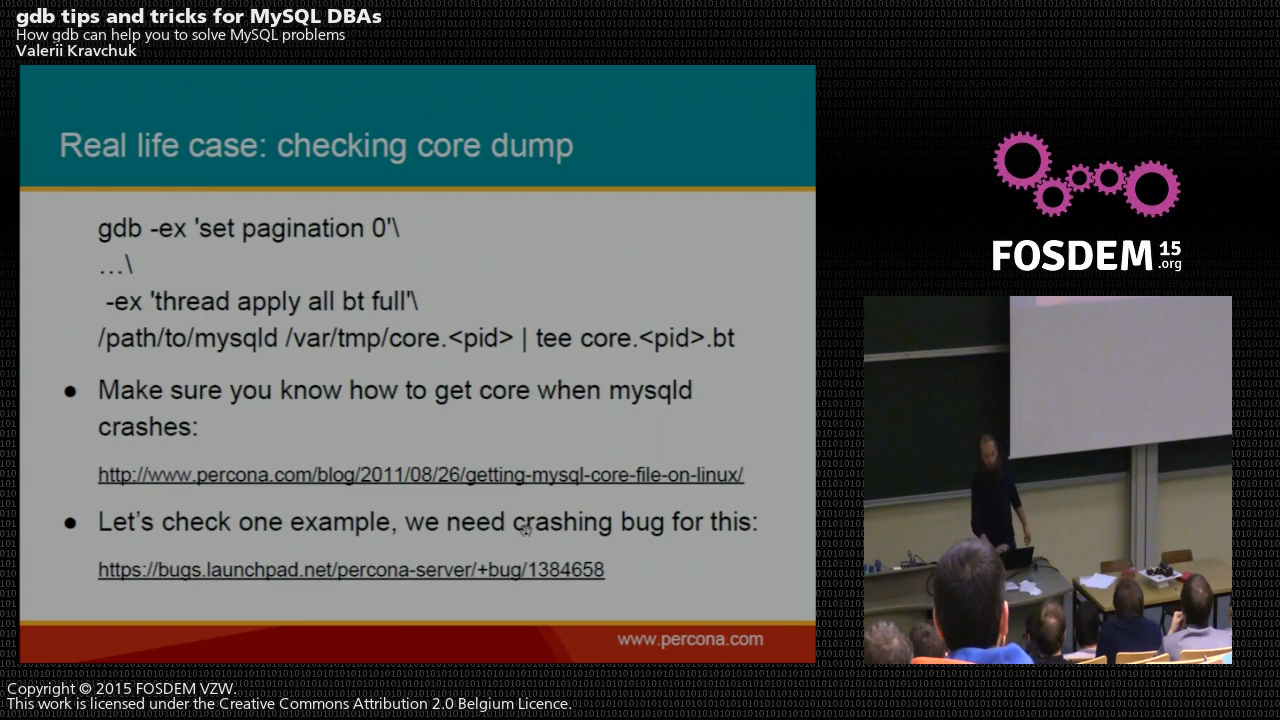 gdb tips and tricks for MySQL DBAs
How gdb can help you to solve MySQL problems
Valerii Kravchuk
Real life case: checking core dump
gdb -ex 'set pagination 0'\
…\
-ex 'thread apply all bt full'\
/path/to/mysqld /var/tmp/core.<pid> | tee core.<pid>.bt
● Make sure you know how to get core when mysqld
crashes:
http://www.percona.com/blog/2011/08/26/getting-mysql-core-file-on-linux/
● Let's check one example, we need crashing bug for this:
https://bugs.launchpad.net/percona-server/+bug/1384658
www.percona.com
FOSDEM 15
.org
Copyright © 2015 FOSDEM VZW.
This work is licensed under the Creative Commons Attribution 2.0 Belgium Licence.